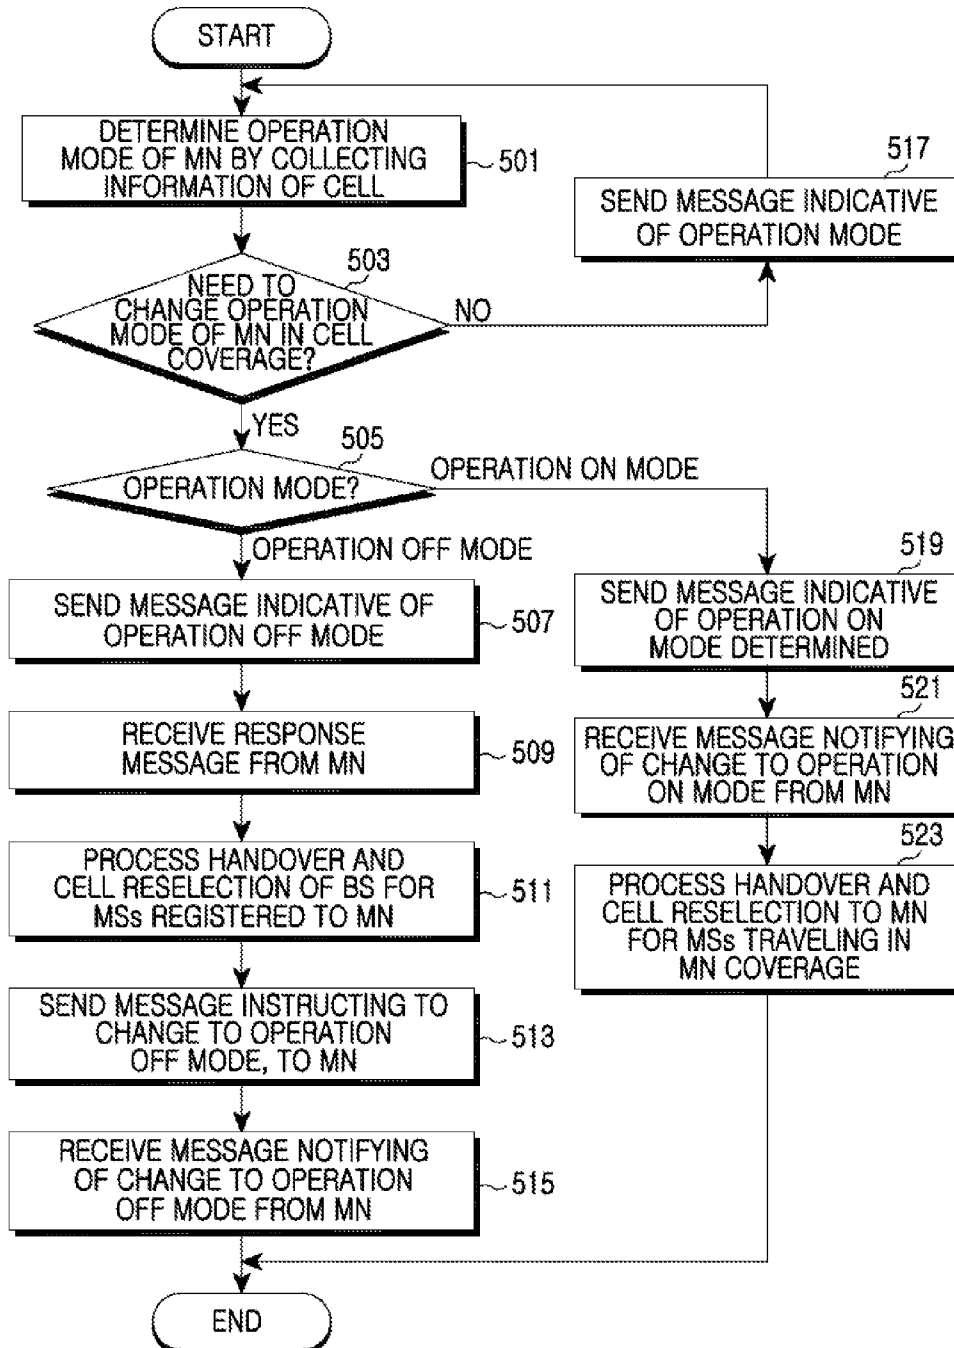 START
DETERMINE OPERATION
MODE OF MN BY COLLECTING
INFORMATION OF CELL
501
517
SEND MESSAGE INDICATIVE
OF OPERATION MODE
503
NEED TO
CHANGE OPERATION
MODE OF MN IN CELL
COVERAGE?
NO
YES
505
OPERATION MODE?
OPERATION ON MODE
OPERATION OFF MODE
SEND MESSAGE INDICATIVE OF
OPERATION OFF MODE
507
519
SEND MESSAGE INDICATIVE
OF OPERATION ON
MODE DETERMINED
RECEIVE RESPONSE
MESSAGE FROM MN
509
521
RECEIVE MESSAGE NOTIFYING
OF CHANGE TO OPERATION
ON MODE FROM MN
PROCESS HANDOVER AND
CELL RESELECTION OF BS FOR
MSs REGISTERED TO MN
511
523
PROCESS HANDOVER AND
CELL RESELECTION TO MN
FOR MSs TRAVELING IN
MN COVERAGE
SEND MESSAGE INSTRUCTING TO
CHANGE TO OPERATION
OFF MODE, TO MN
513
RECEIVE MESSAGE NOTIFYING
OF CHANGE TO OPERATION
OFF MODE FROM MN
515
END